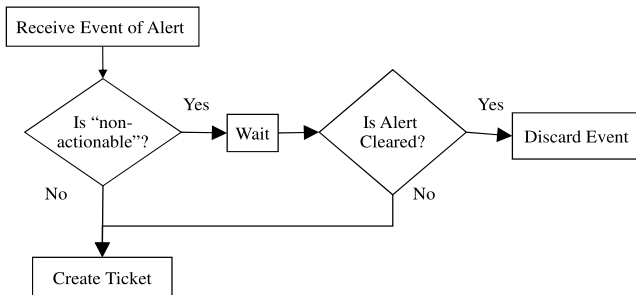 Receive Event of Alert
Is “non-
actionable”?
Yes
Wait
Is Alert
Cleared?
Yes
Discard Event
No
No
Create Ticket